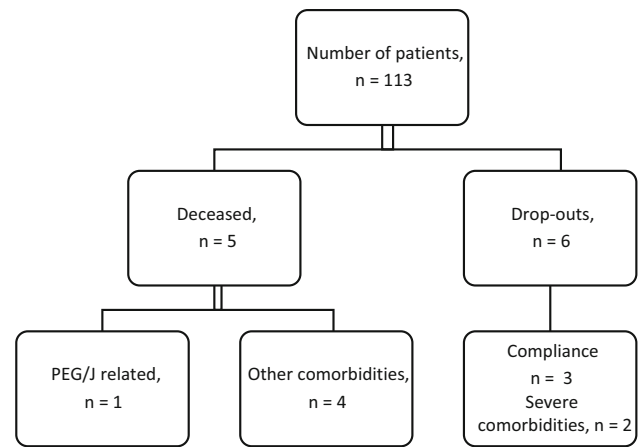 Number of patients,
n = 113
Deceased,
n = 5
Drop-outs,
n = 6
PEG/J related,
n = 1
Other comorbidities,
n = 4
Compliance
n = 3
Severe
comorbidities, n = 2